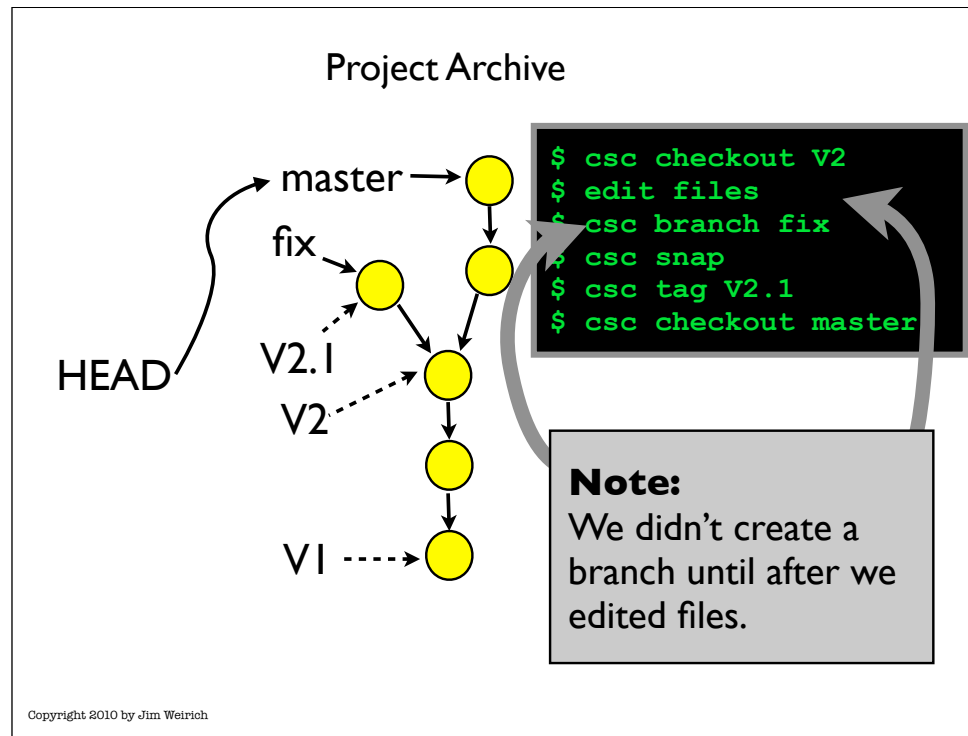 Project Archive
master
fix
V2.1
HEAD
V2
V1
$ csc checkout V2
$ edit files
$ csc branch fix
$ csc snap
$ csc tag V2.1
$ csc checkout master
Note:
We didn’t create a
branch until after we
edited files.
Copyright 2010 by Jim Weirich